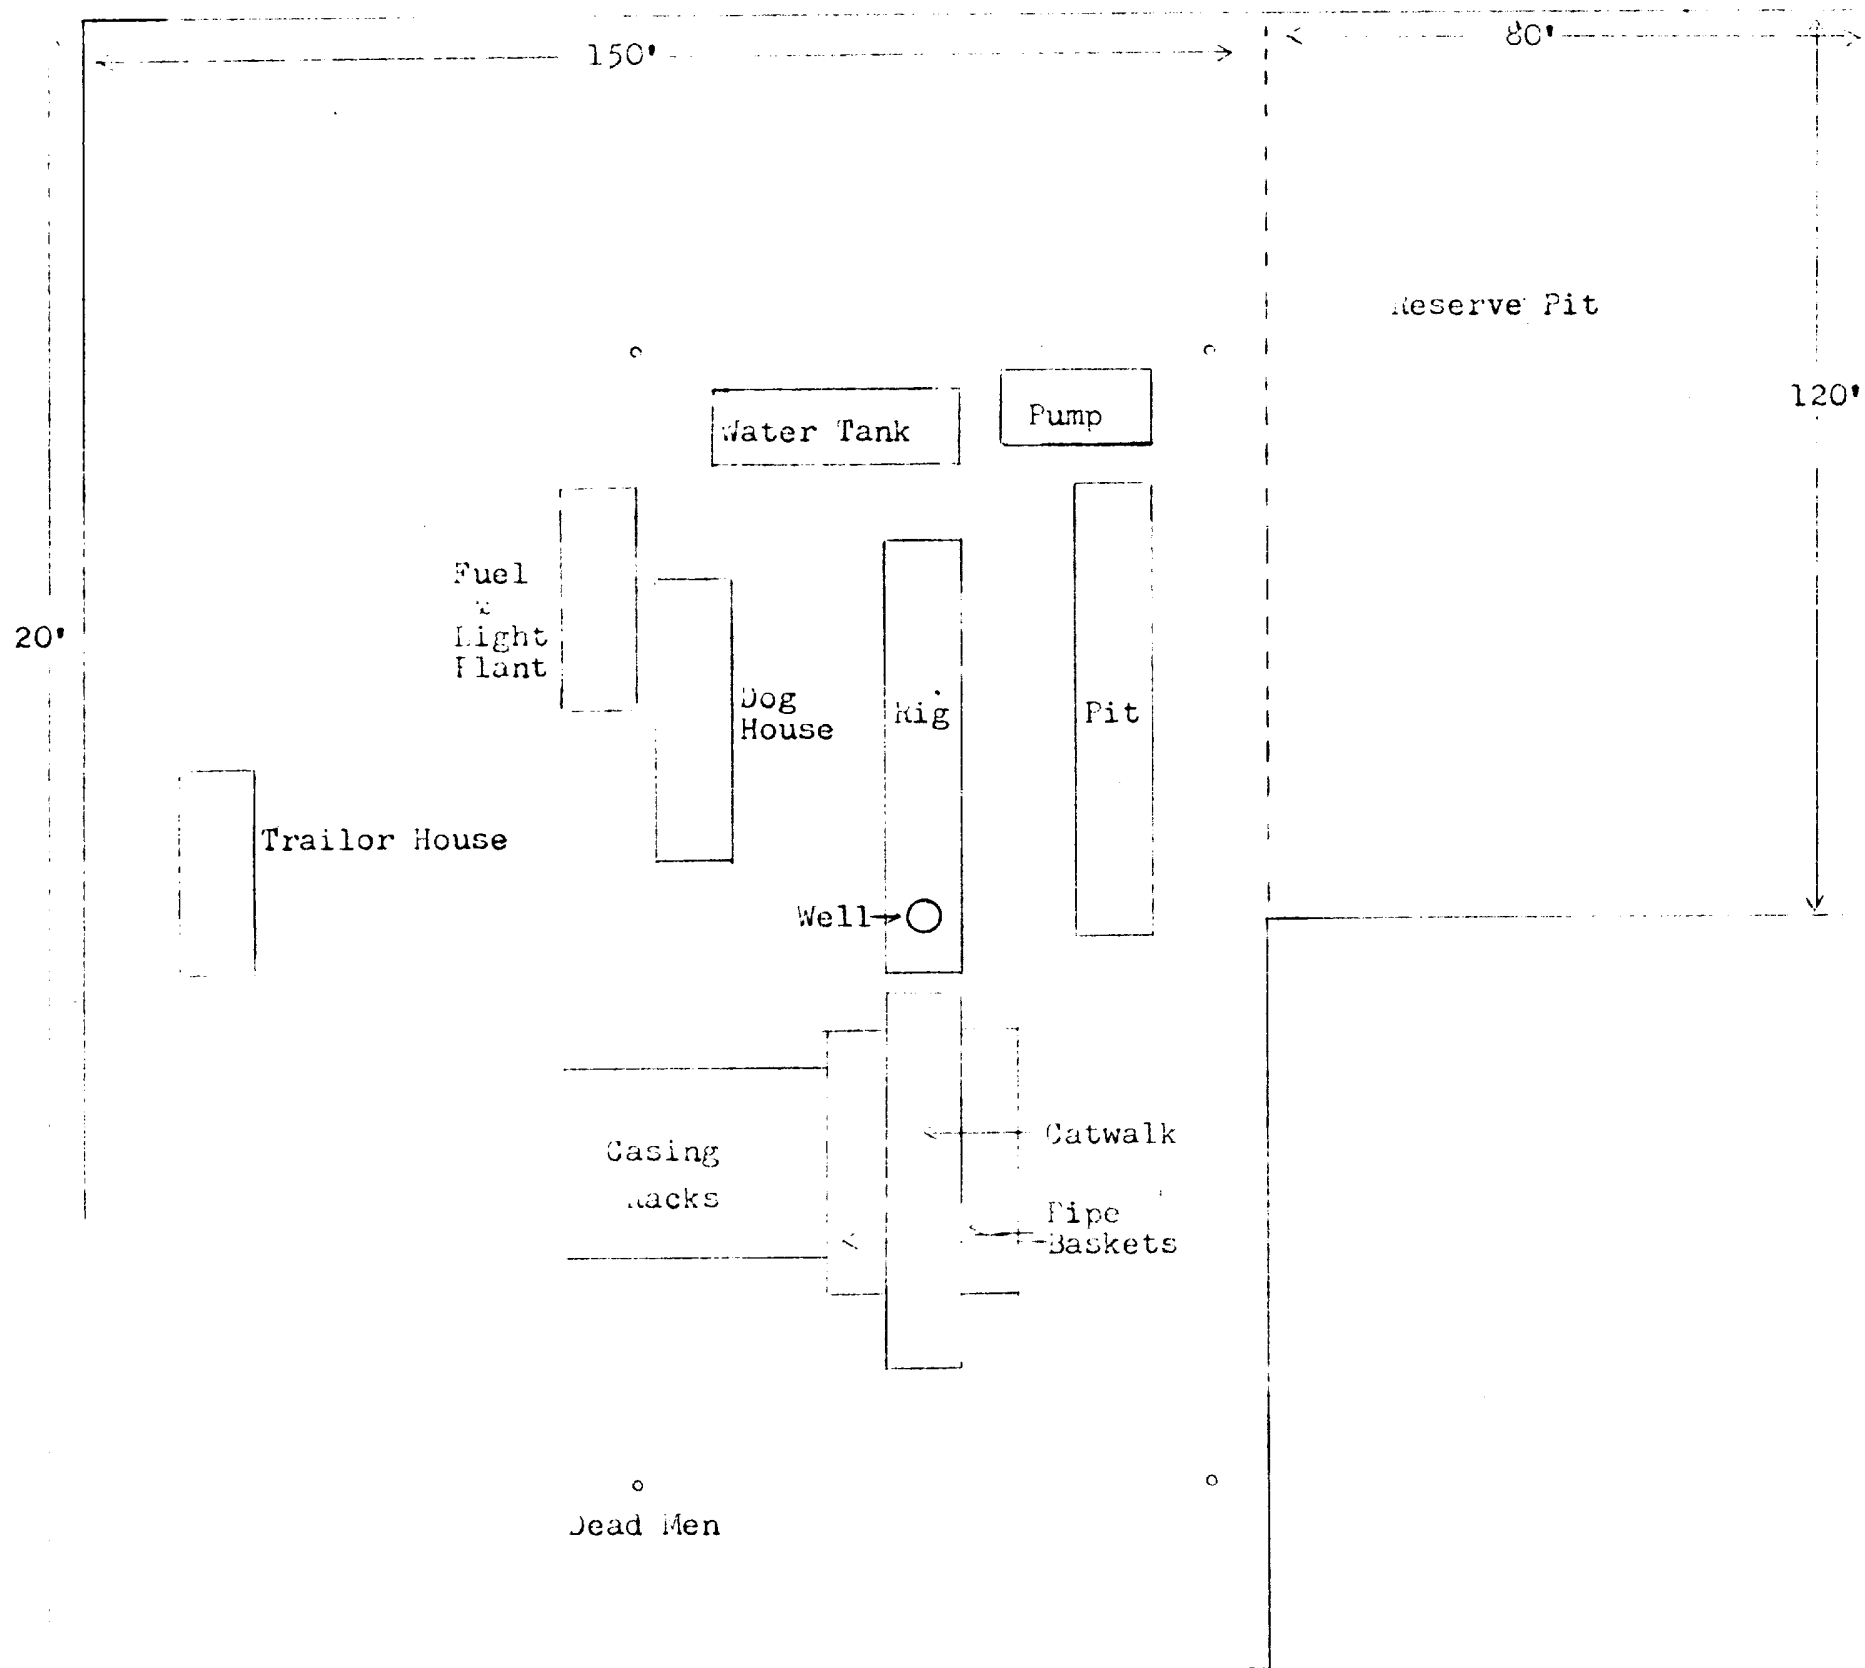 150'
80'
Reserve Pit
120'
Pump
Water Tank
Fuel
&
Light
Plant
20'
Dog
House
Rig
Pit
Trailor House
Well
Casing
Racks
Catwalk
Pipe
Baskets
Dead Men